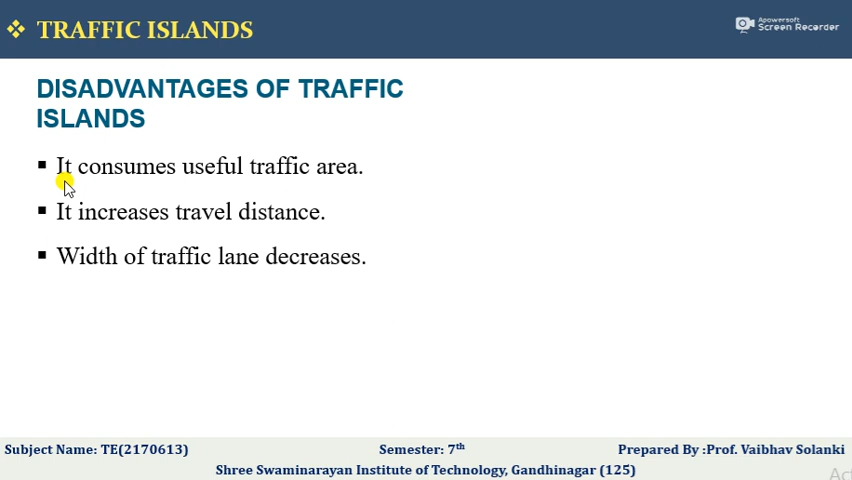 ❖ TRAFFIC ISLANDS
Apowersoft
Screen Recorder
DISADVANTAGES OF TRAFFIC
ISLANDS
▪ It consumes useful traffic area.
▪ It increases travel distance.
▪ Width of traffic lane decreases.
Subject Name: TE(2170613) Semester: 7th Prepared By :Prof. Vaibhav Solanki
Shree Swaminarayan Institute of Technology, Gandhinagar (125)